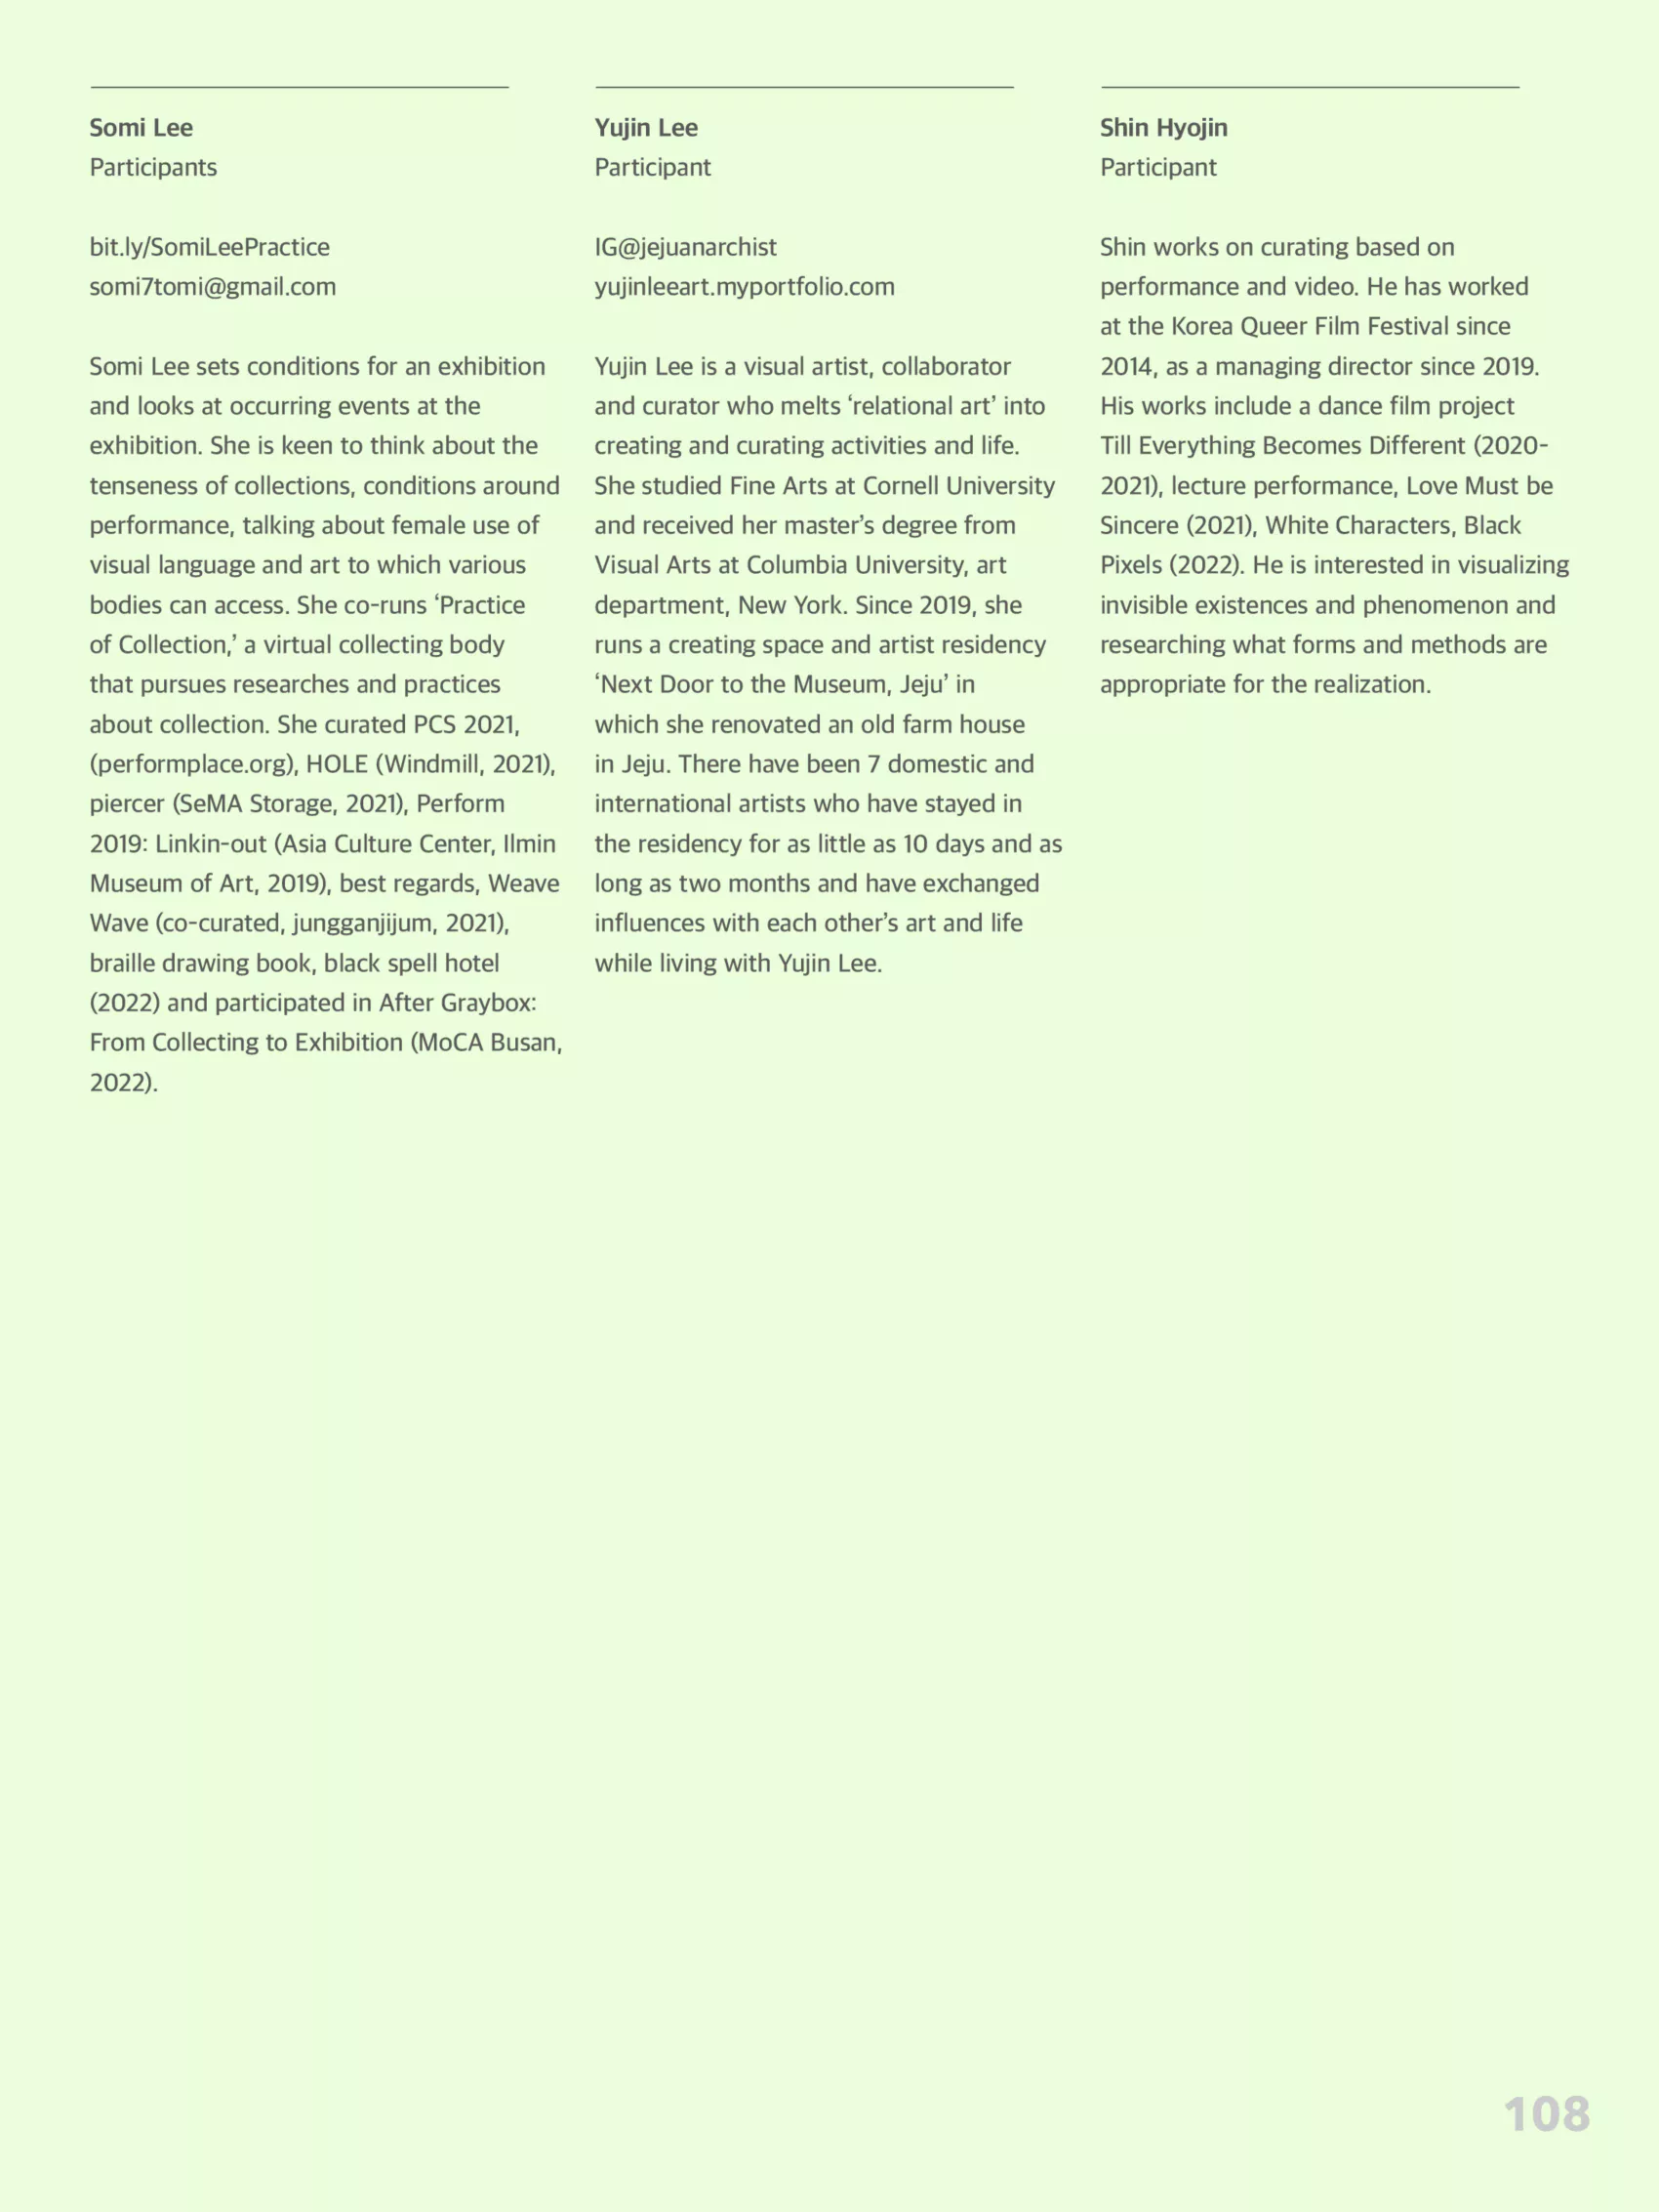 Somi Lee
Participants
bit.ly/SomiLeePractice
somi7tomi@gmail.com
Somi Lee sets conditions for an exhibition
and looks at occurring events at the
exhibition. She is keen to think about the
tenseness of collections, conditions around
performance, talking about female use of
visual language and art to which various
bodies can access. She co-runs ‘Practice
of Collection,’ a virtual collecting body
that pursues researches and practices
about collection. She curated PCS 2021,
(performplace.org), HOLE (Windmill, 2021),
piercer (SeMA Storage, 2021), Perform
2019: Linkin-out (Asia Culture Center, Ilmin
Museum of Art, 2019), best regards, Weave
Wave (co-curated, jungganjijum, 2021),
braille drawing book, black spell hotel
(2022) and participated in After Graybox:
From Collecting to Exhibition (MoCA Busan,
2022).
Yujin Lee
Participant
IG@jejuanarchist
yujinleeart.myportfolio.com
Yujin Lee is a visual artist, collaborator
and curator who melts ‘relational art’ into
creating and curating activities and life.
She studied Fine Arts at Cornell University
and received her master’s degree from
Visual Arts at Columbia University, art
department, New York. Since 2019, she
runs a creating space and artist residency
‘Next Door to the Museum, Jeju’ in
which she renovated an old farm house
in Jeju. There have been 7 domestic and
international artists who have stayed in
the residency for as little as 10 days and as
long as two months and have exchanged
influences with each other’s art and life
while living with Yujin Lee.
Shin Hyojin
Participant
Shin works on curating based on
performance and video. He has worked
at the Korea Queer Film Festival since
2014, as a managing director since 2019.
His works include a dance film project
Till Everything Becomes Different (2020-
2021), lecture performance, Love Must be
Sincere (2021), White Characters, Black
Pixels (2022). He is interested in visualizing
invisible existences and phenomenon and
researching what forms and methods are
appropriate for the realization.
108